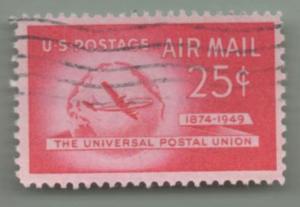 U·S POSTAGE AIR MAIL
25¢
1874-1949
THE UNIVERSAL POSTAL UNION